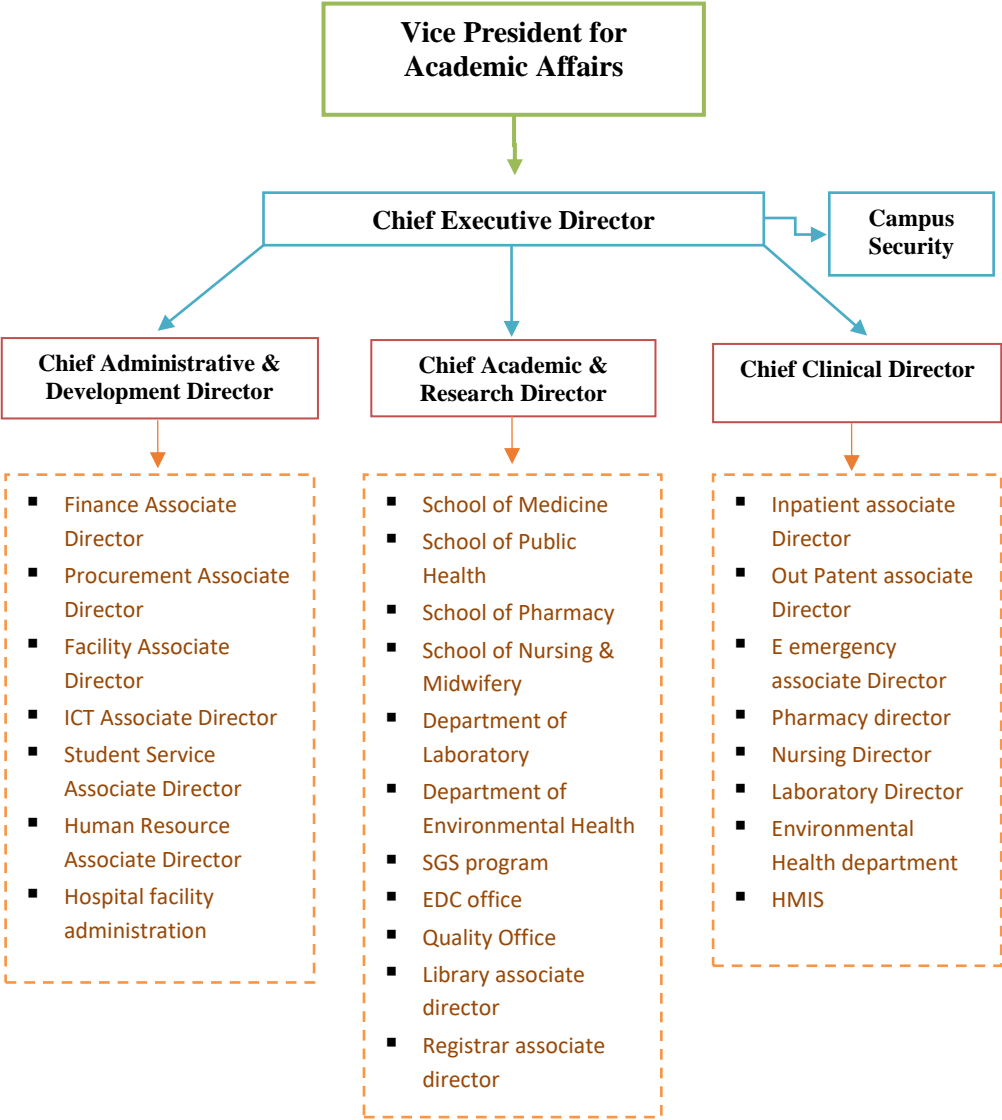 Vice President for
Academic Affairs
Chief Executive Director
Campus
Security
Chief Administrative &
Development Director
Chief Academic &
Research Director
Chief Clinical Director
▪ Finance Associate
Director
▪ Procurement Associate
Director
▪ Facility Associate
Director
▪ ICT Associate Director
▪ Student Service
Associate Director
▪ Human Resource
Associate Director
▪ Hospital facility
administration
▪ School of Medicine
▪ School of Public
Health
▪ School of Pharmacy
▪ School of Nursing &
Midwifery
▪ Department of
Laboratory
▪ Department of
Environmental Health
▪ SGS program
▪ EDC office
▪ Quality Office
▪ Library associate
director
▪ Registrar associate
director
▪ Inpatient associate
Director
▪ Out Patent associate
Director
▪ E emergency
associate Director
▪ Pharmacy director
▪ Nursing Director
▪ Laboratory Director
▪ Environmental
Health department
▪ HMIS